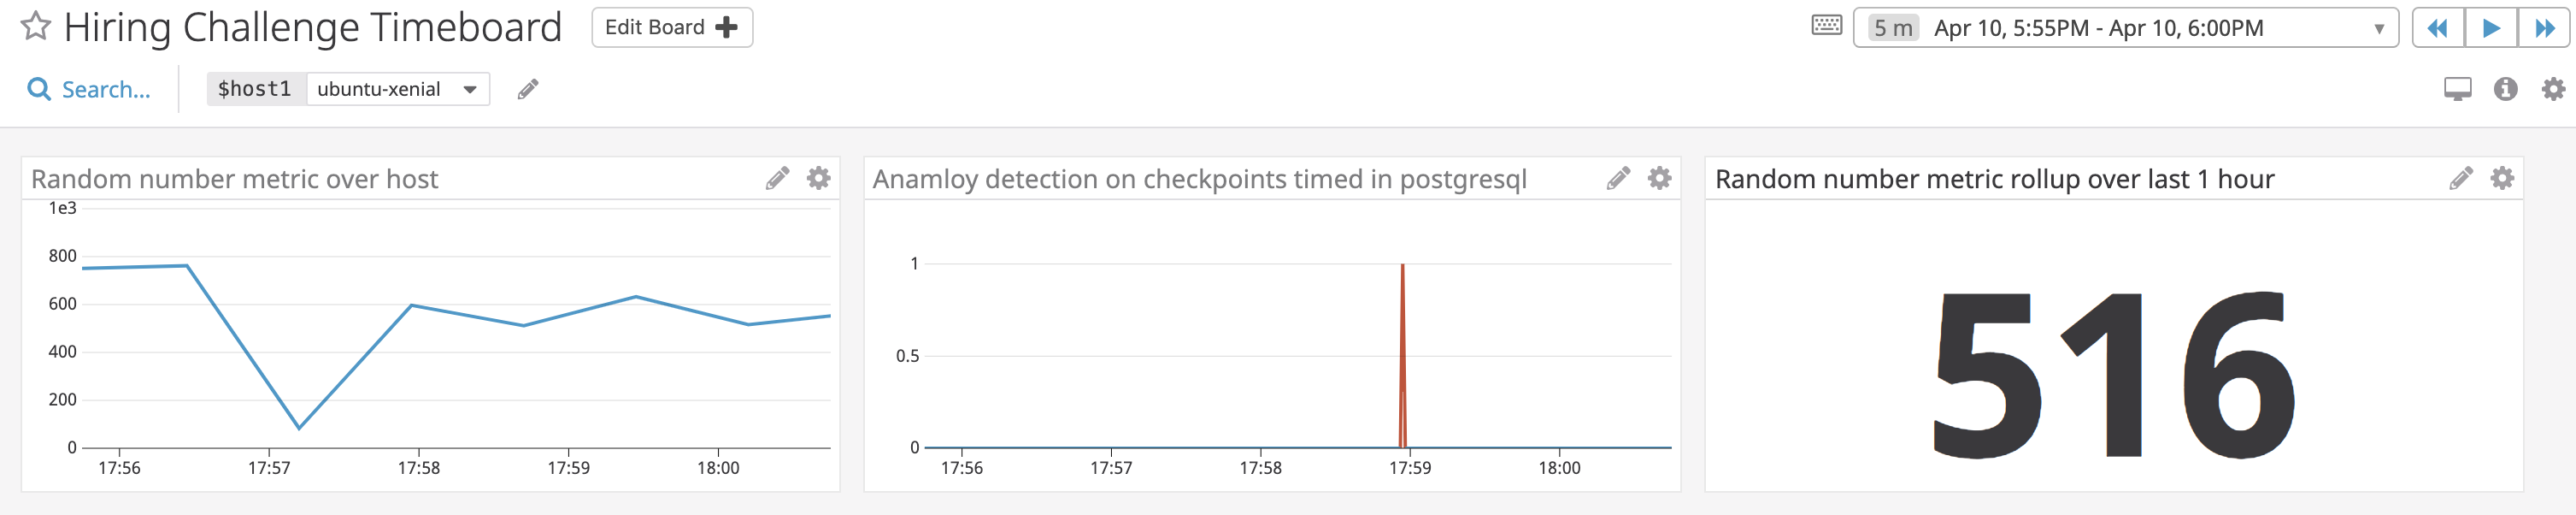 Hiring Challenge Timeboard
Edit Board
5 m Apr 10, 5:55PM - Apr 10, 6:00PM
Search...
$host1 ubuntu-xenial
Random number metric over host
1e3
800
600
400
200
0
17:56 17:57 17:58 17:59 18:00
Anamloy detection on checkpoints timed in postgresql
1
0.5
0
17:56 17:57 17:58 17:59 18:00
Random number metric rollup over last 1 hour
516